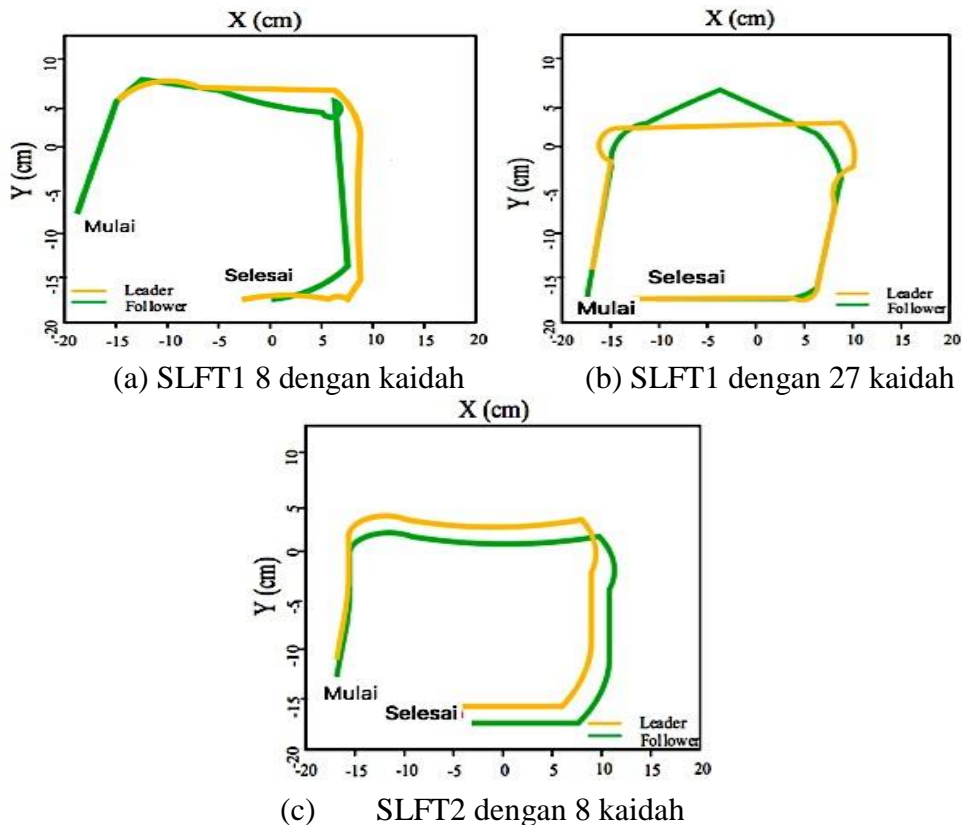 X (cm)
X (cm)
10
5
0
-5
-10
-15
-20
Y (cm)
Mulai
Selesai
Leader
Follower
-20 -15 -10 -5 0 5 10 15 20
10
5
0
-5
-10
-15
-20
Y (cm)
Selesai
Mulai
Leader
Follower
-20 -15 -10 -5 0 5 10 15 20
(a) SLFT1 8 dengan kaidah
(b) SLFT1 dengan 27 kaidah
X (cm)
10
5
0
-5
-10
-15
-20
Y (cm)
Mulai
Selesai
Leader
Follower
-20 -15 -10 -5 0 5 10 15 20
(c) SLFT2 dengan 8 kaidah